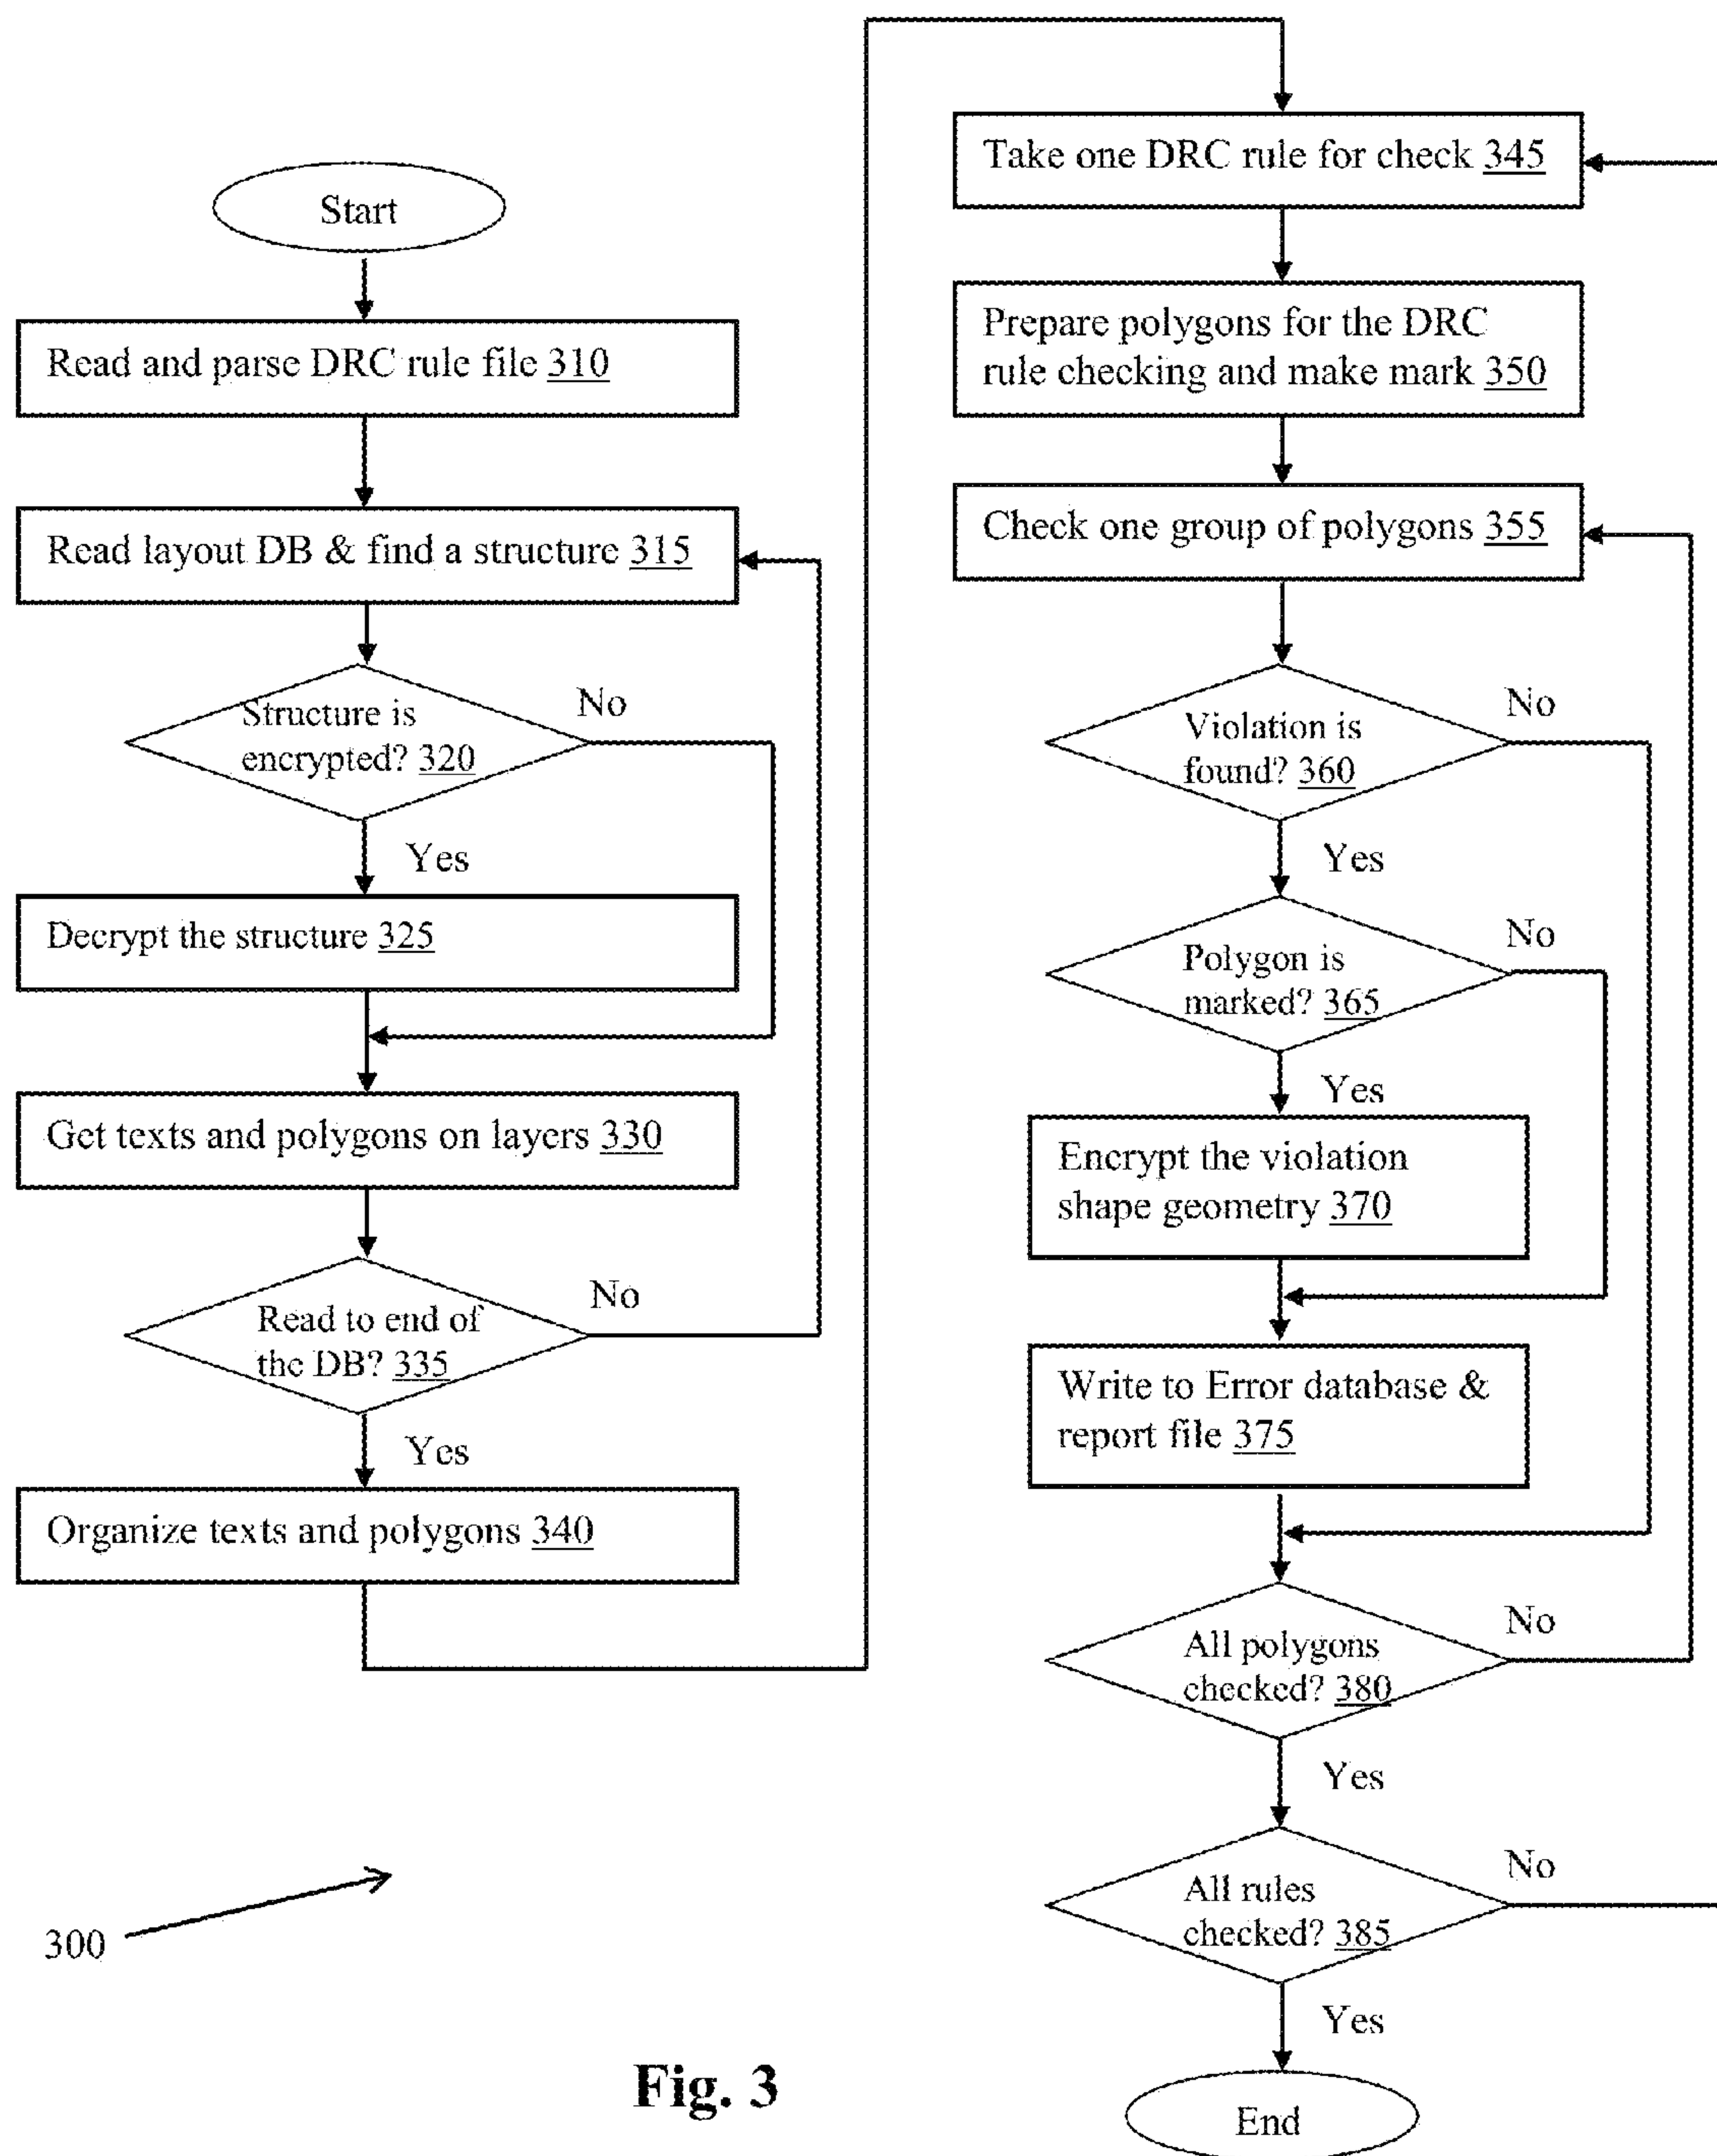 Start
Read and parse DRC rule file 310
Read layout DB & find a structure 315
Structure is
encrypted? 320
No
Yes
Decrypt the structure 325
Get texts and polygons on layers 330
Read to end of
the DB? 335
No
Yes
Organize texts and polygons 340
Take one DRC rule for check 345
Prepare polygons for the DRC
rule checking and make mark 350
Check one group of polygons 355
Violation is
found? 360
No
Yes
Polygon is
marked? 365
No
Yes
Encrypt the violation
shape geometry 370
Write to Error database &
report file 375
All polygons
checked? 380
No
Yes
All rules
checked? 385
No
Yes
End
300
Fig. 3